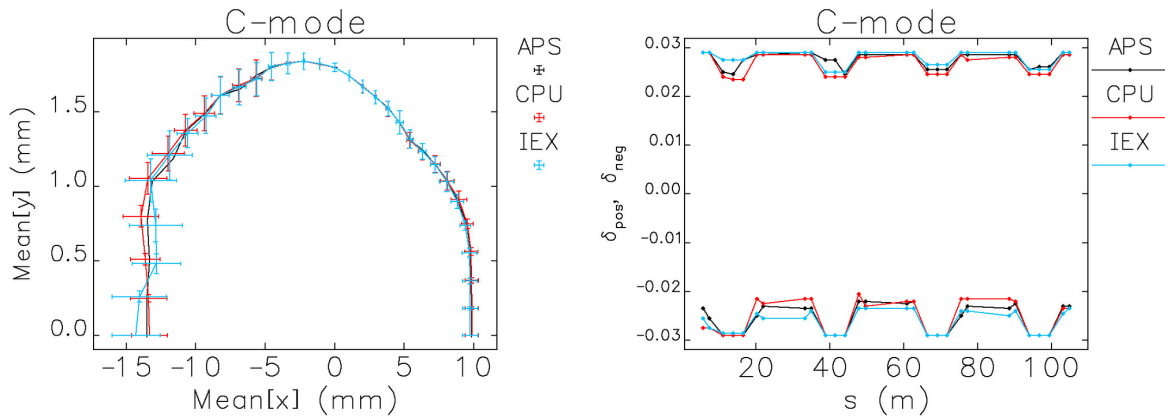 C-mode
Mean[y] (mm)
1.5
1.0
0.5
0.0
−15 −10 −5 0 5 10
Mean[x] (mm)
APS
CPU
IEX
C-mode
δpos, δneg
0.03
0.02
0.01
0.00
−0.01
−0.02
−0.03
20 40 60 80 100
s (m)
APS
CPU
IEX